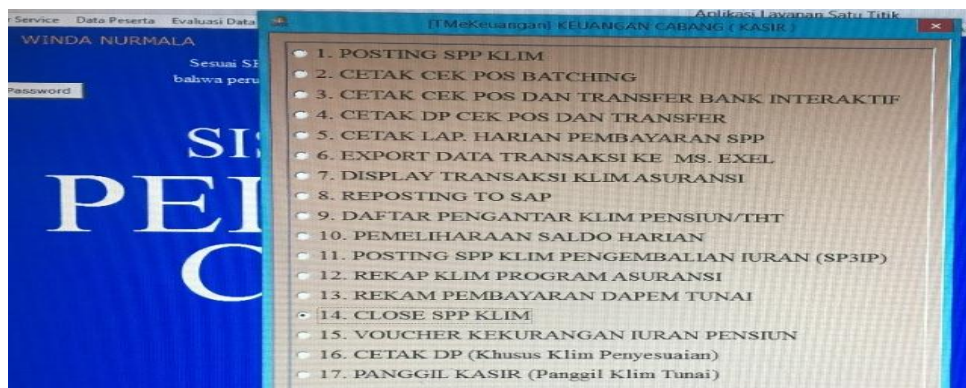 Service Data Peserta Evaluasi Data
Aplikasi Layanan Satu Titik
[TMeKeuangan] KEUANGAN CABANG ( KASIR )
WINDA NURMALA
Sesuai
bahwa
Password
1. POSTING SPP KLIM
2. CETAK CEK POS BATCHING
3. CETAK CEK POS DAN TRANSFER BANK INTERAKTIF
4. CETAK DP CEK POS DAN TRANSFER
5. CETAK LAP. HARIAN PEMBAYARAN SPP
6. EXPORT DATA TRANSAKSI KE MS. EXEL
7. DISPLAY TRANSAKSI KLIM ASURANSI
8. REPOSTING TO SAP
9. DAFTAR PENGANTAR KLIM PENSIUN/THT
10. PEMELIHARAAN SALDO HARIAN
11. POSTING SPP KLIM PENGEMBALIAN IURAN (SP3IP)
12. REKAP KLIM PROGRAM ASURANSI
13. REKAM PEMBAYARAN DAPEM TUNAI
14. CLOSE SPP KLIM
15. VOUCHER KEKURANGAN IURAN PENSIUN
16. CETAK DP (Khusus Klim Penyesuaian)
17. PANGGIL KASIR (Panggil Klim Tunai)